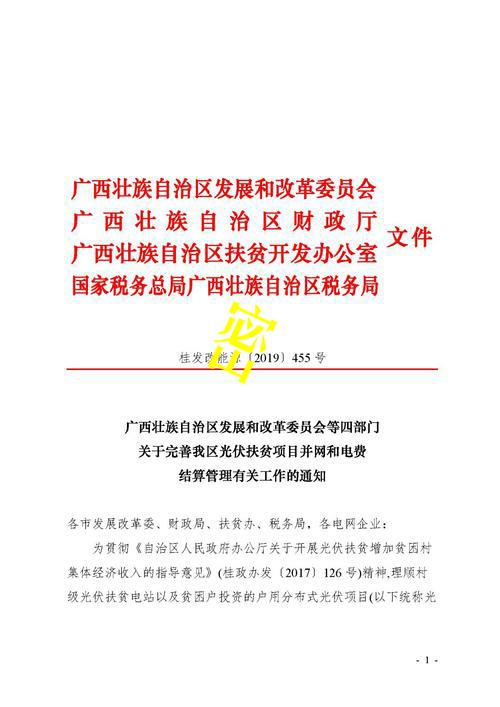 广西壮族自治区发展和改革委员会
广西壮族自治区财政厅
广西壮族自治区扶贫开发办公室
国家税务总局广西壮族自治区税务局
文件
密
桂发改能源〔2019〕455号
广西壮族自治区发展和改革委员会等四部门
关于完善我区光伏扶贫项目并网和电费
结算管理有关工作的通知
各市发展改革委、财政局、扶贫办、税务局，各电网企业：
为贯彻《自治区人民政府办公厅关于开展光伏扶贫增加贫困村
集体经济收入的指导意见》(桂政办发〔2017〕126号)精神,理顺村
级光伏扶贫电站以及贫困户投资的户用分布式光伏项目(以下统称光
- 1 -